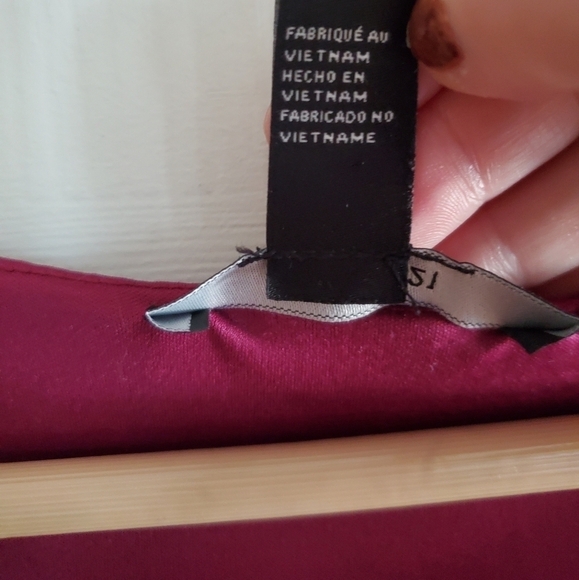 FABRIQUÉ AU
VIETNAM
HECHO EN
VIETNAM
FABRICADO NO
VIETNAME